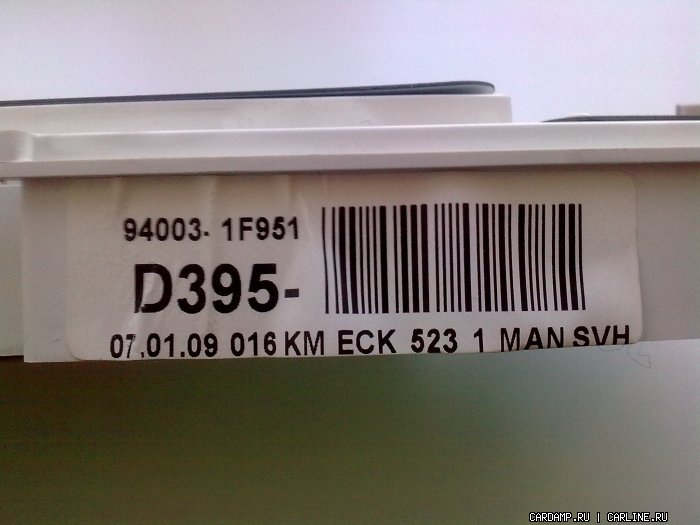 94003- 1F951
D395-
07.01.09 016 KM ECK 523 1 MAN SVH
CARDAMP.RU | CARLINE.RU